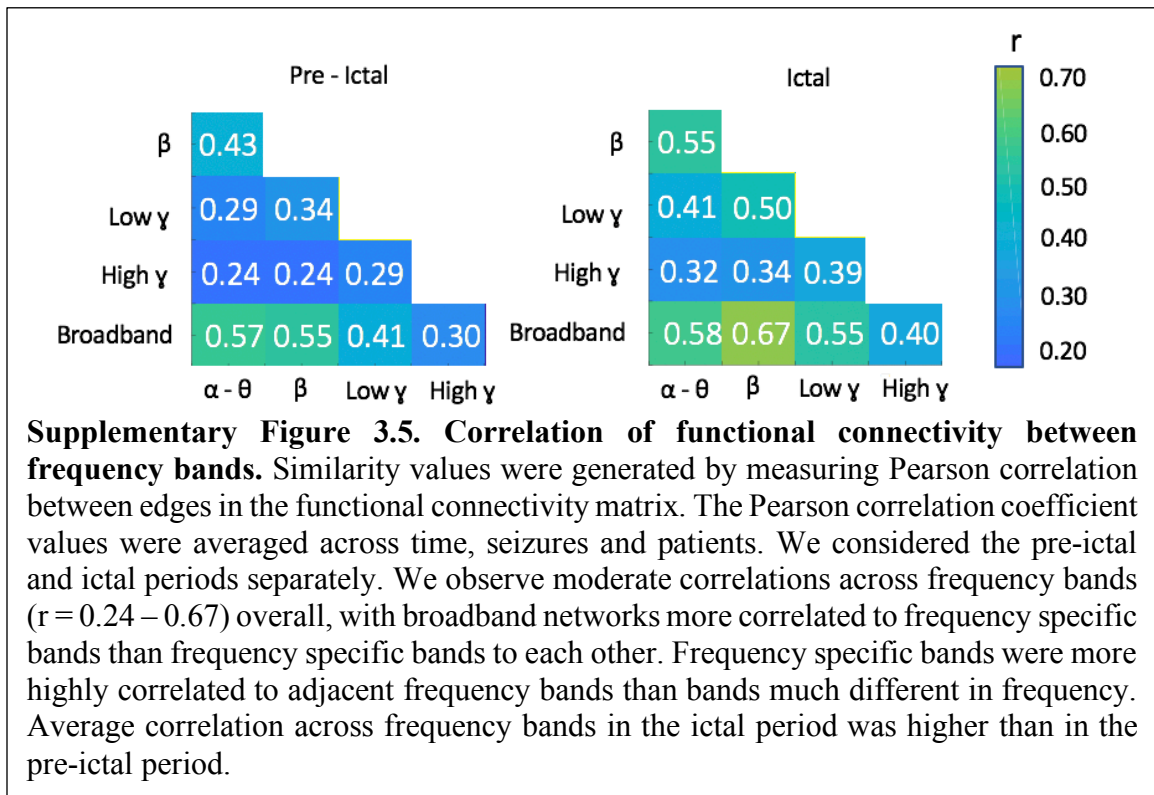 r
Pre - Ictal
Ictal
0.70
0.60
0.50
0.40
0.30
0.20
β 0.43
Low γ 0.29 0.34
High γ 0.24 0.24 0.29
Broadband 0.57 0.55 0.41 0.30
α - θ β Low γ High γ
β 0.55
Low γ 0.41 0.50
High γ 0.32 0.34 0.39
Broadband 0.58 0.67 0.55 0.40
α - θ β Low γ High γ
Supplementary Figure 3.5. Correlation of functional connectivity between
frequency bands. Similarity values were generated by measuring Pearson correlation
between edges in the functional connectivity matrix. The Pearson correlation coefficient
values were averaged across time, seizures and patients. We considered the pre-ictal
and ictal periods separately. We observe moderate correlations across frequency bands
(r = 0.24 – 0.67) overall, with broadband networks more correlated to frequency specific
bands than frequency specific bands to each other. Frequency specific bands were more
highly correlated to adjacent frequency bands than bands much different in frequency.
Average correlation across frequency bands in the ictal period was higher than in the
pre-ictal period.